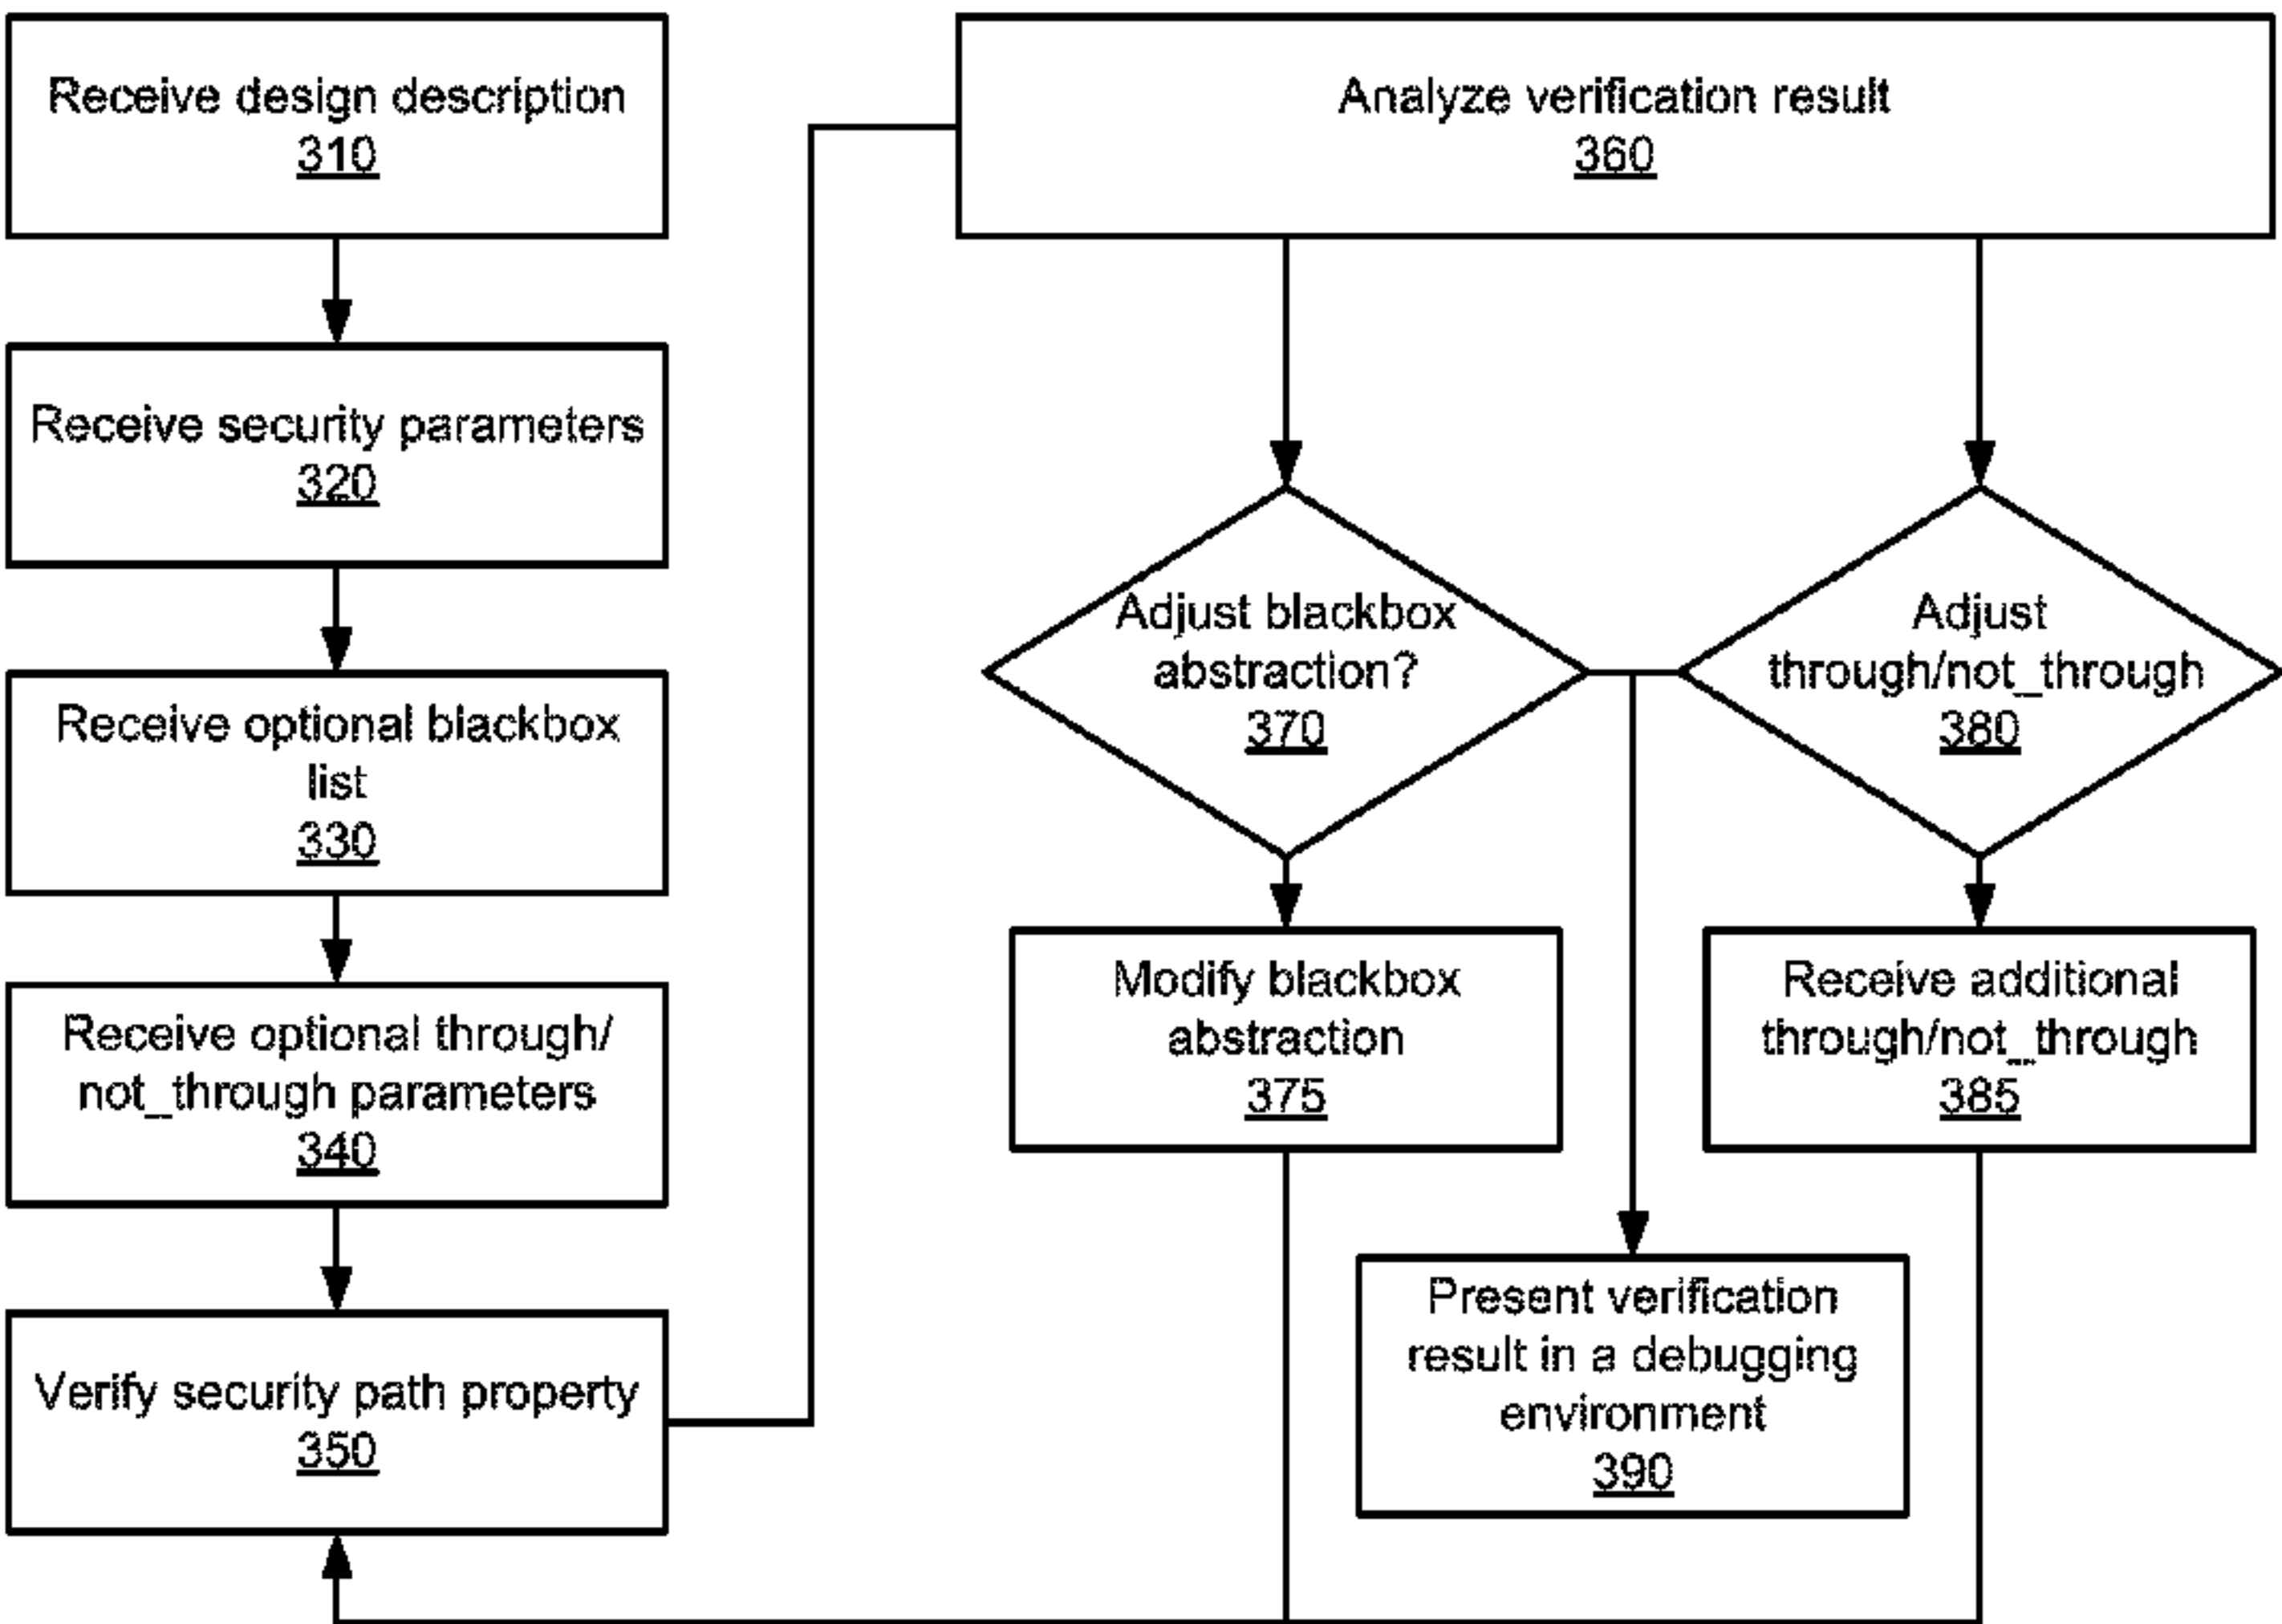 Receive design description
310
Receive security parameters
320
Receive optional blackbox
list
330
Receive optional through/
not_through parameters
340
Verify security path property
350
Analyze verification result
360
Adjust blackbox
abstraction?
370
Adjust
through/not_through
380
Modify blackbox
abstraction
375
Receive additional
through/not_through
385
Present verification
result in a debugging
environment
390